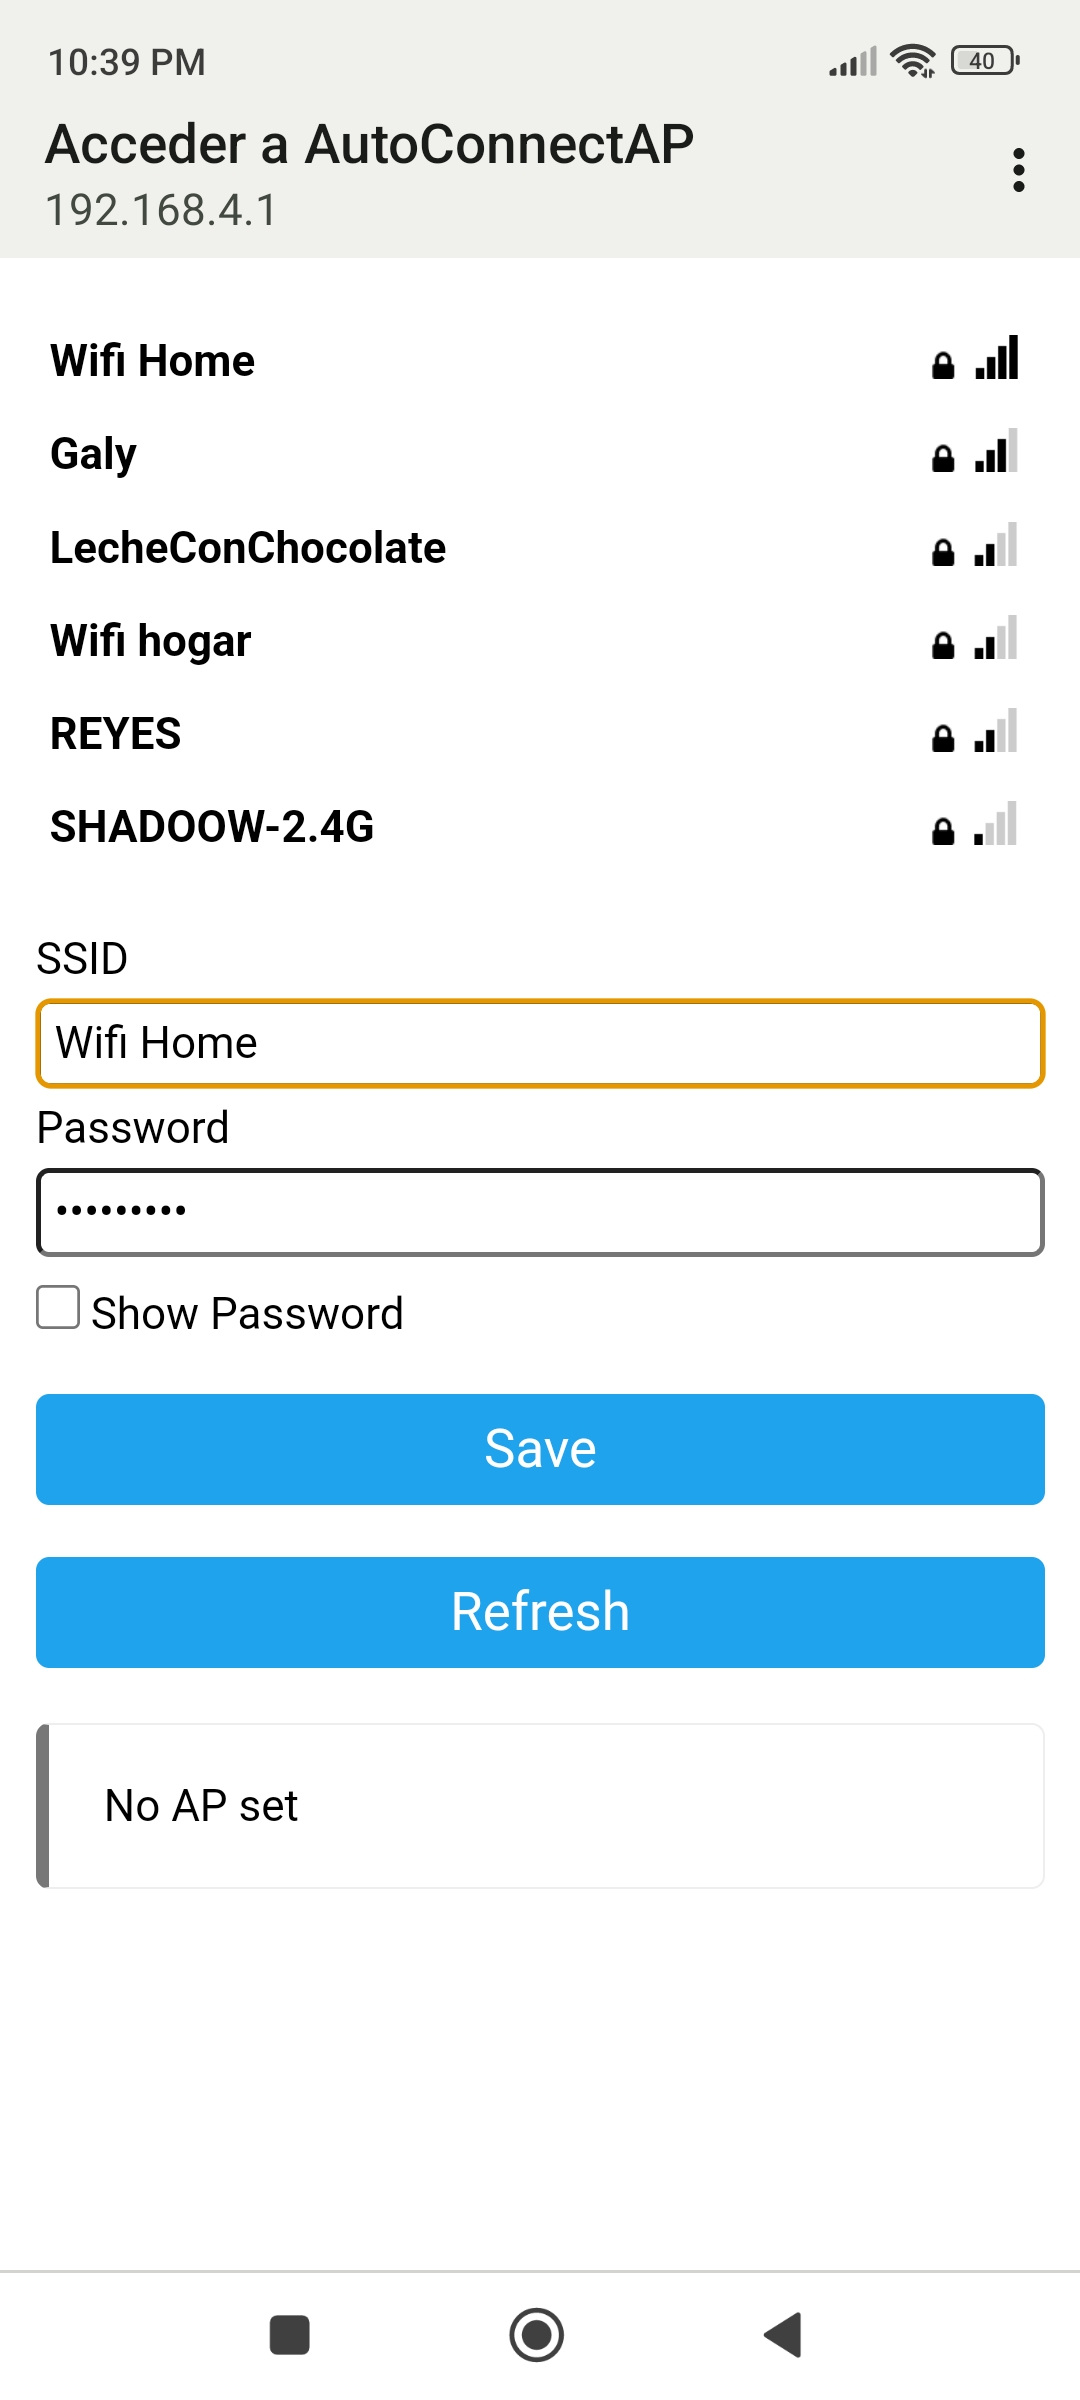 10:39 PM
40
Acceder a AutoConnectAP
192.168.4.1
Wifi Home
Galy
LecheConChocolate
Wifi hogar
REYES
SHADOOW-2.4G
SSID
Wifi Home
Password
•••••••••
Show Password
Save
Refresh
No AP set